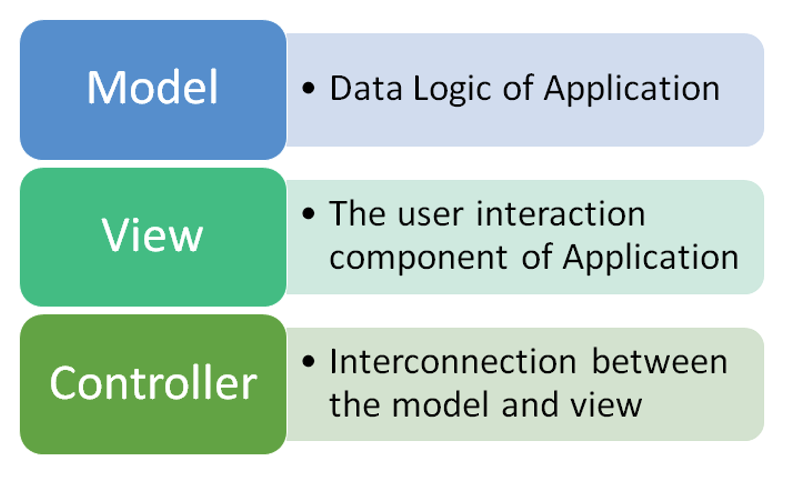 Model
• Data Logic of Application
View
• The user interaction
component of Application
Controller
• Interconnection between
the model and view